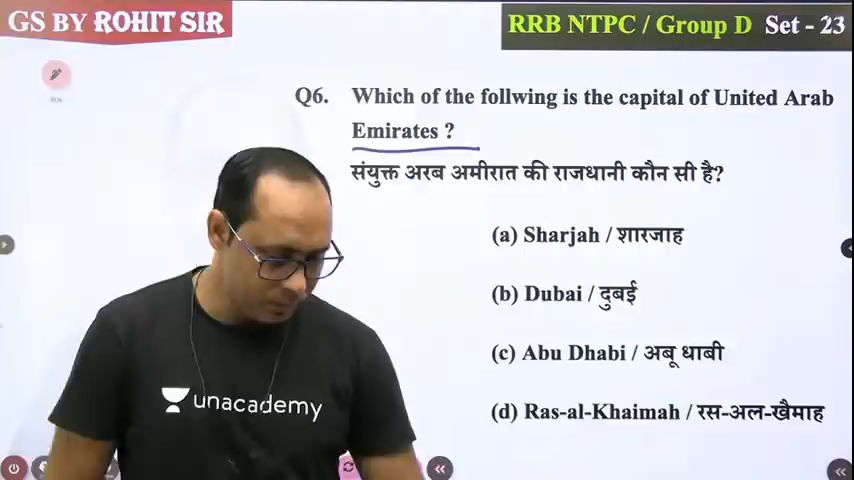 GS BY ROHIT SIR
RRB NTPC / Group D Set - 23
Q6. Which of the follwing is the capital of United Arab
Emirates ?
संयुक्त अरब अमीरात की राजधानी कौन सी है?
(a) Sharjah / शारजाह
(b) Dubai / दुबई
(c) Abu Dhabi / अबू धाबी
(d) Ras-al-Khaimah / रस-अल-खैमाह
unacademy